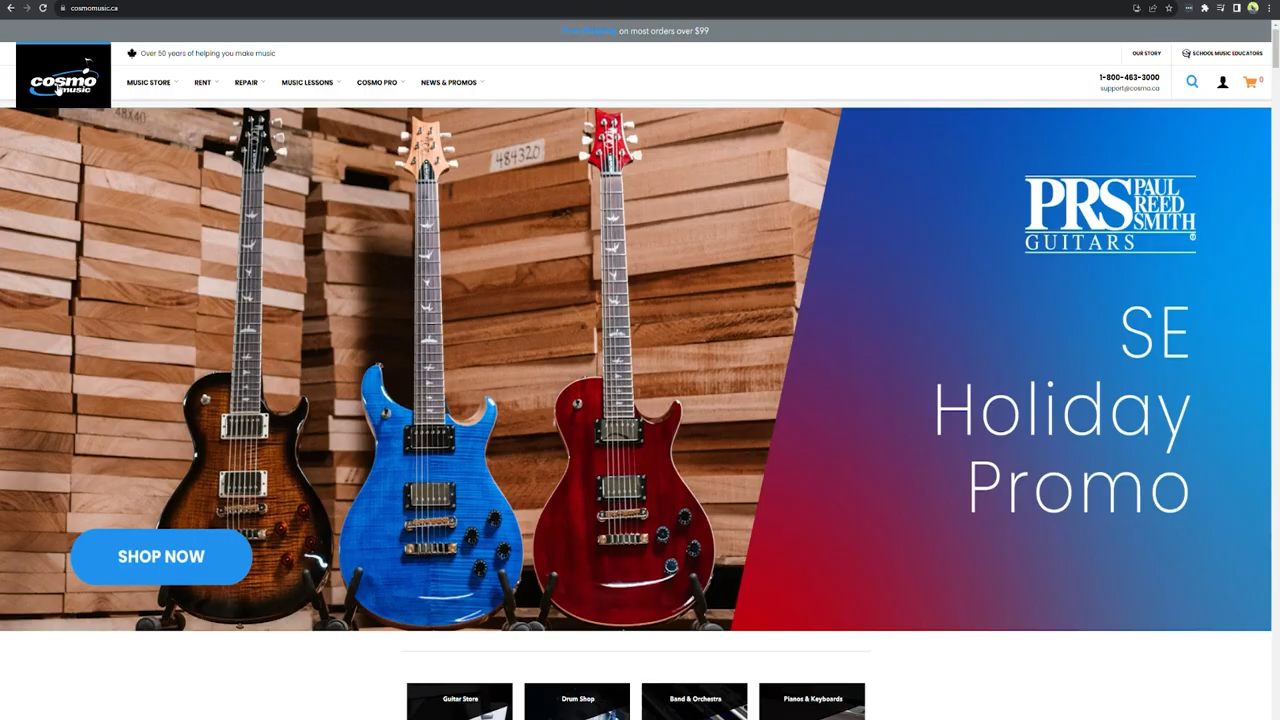 cosmomusic.ca
Free Shipping on most orders over $99
Over 50 years of helping you make music
OUR STORY
SCHOOL MUSIC EDUCATORS
cosmo
music
MUSIC STORE
RENT
REPAIR
MUSIC LESSONS
COSMO PRO
NEWS & PROMOS
1-800-463-3000
support@cosmo.ca
0
484320
PRS PAUL
REED
SMITH
GUITARS
SE
Holiday
Promo
SHOP NOW
Guitar Store
Drum Shop
Band & Orchestra
Pianos & Keyboards